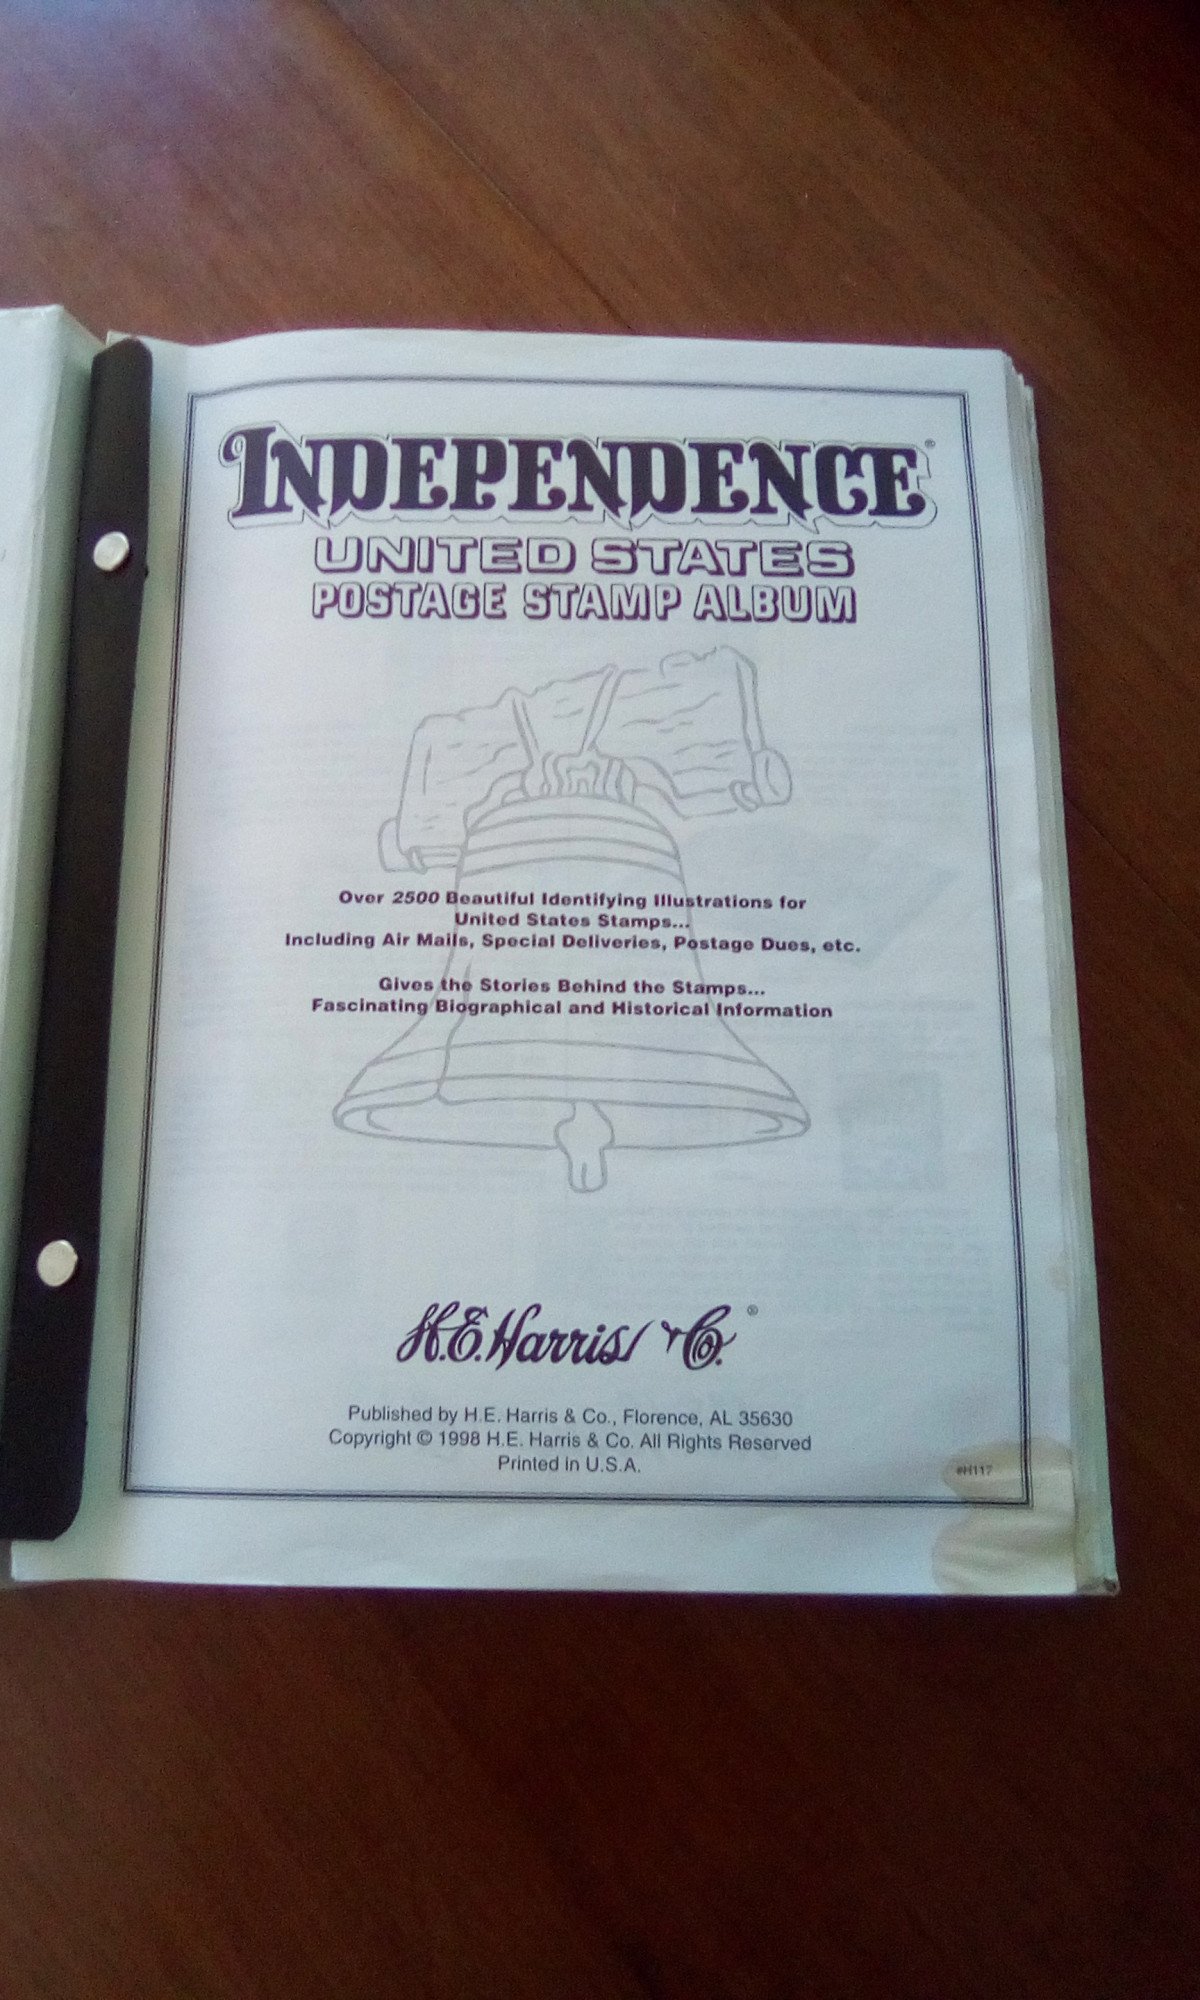 INDEPENDENCE®
UNITED STATES
POSTAGE STAMP ALBUM
Over 2500 Beautiful Identifying Illustrations for
United States Stamps...
Including Air Mails, Special Deliveries, Postage Dues, etc.
Gives the Stories Behind the Stamps...
Fascinating Biographical and Historical Information
H.E. Harris & Co.®
Published by H.E. Harris & Co., Florence, AL 35630
Copyright © 1998 H.E. Harris & Co. All Rights Reserved
Printed in U.S.A.
#H117